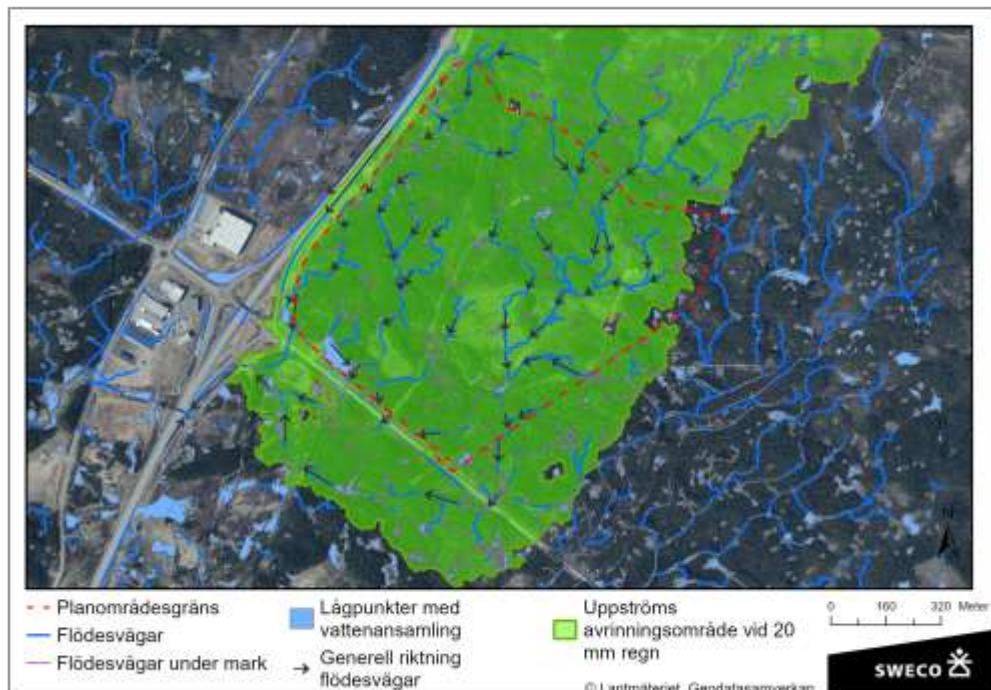 N
Planområdesgräns
Flödesvägar
Flödesvägar under mark
Lågpunkter med
vattenansamling
Generell riktning
flödesvägar
Uppströms
avrinningsområde vid 20
mm regn
0 160 320 Meter
SWECO
© Lantmäteriet, Geodatasamverkan